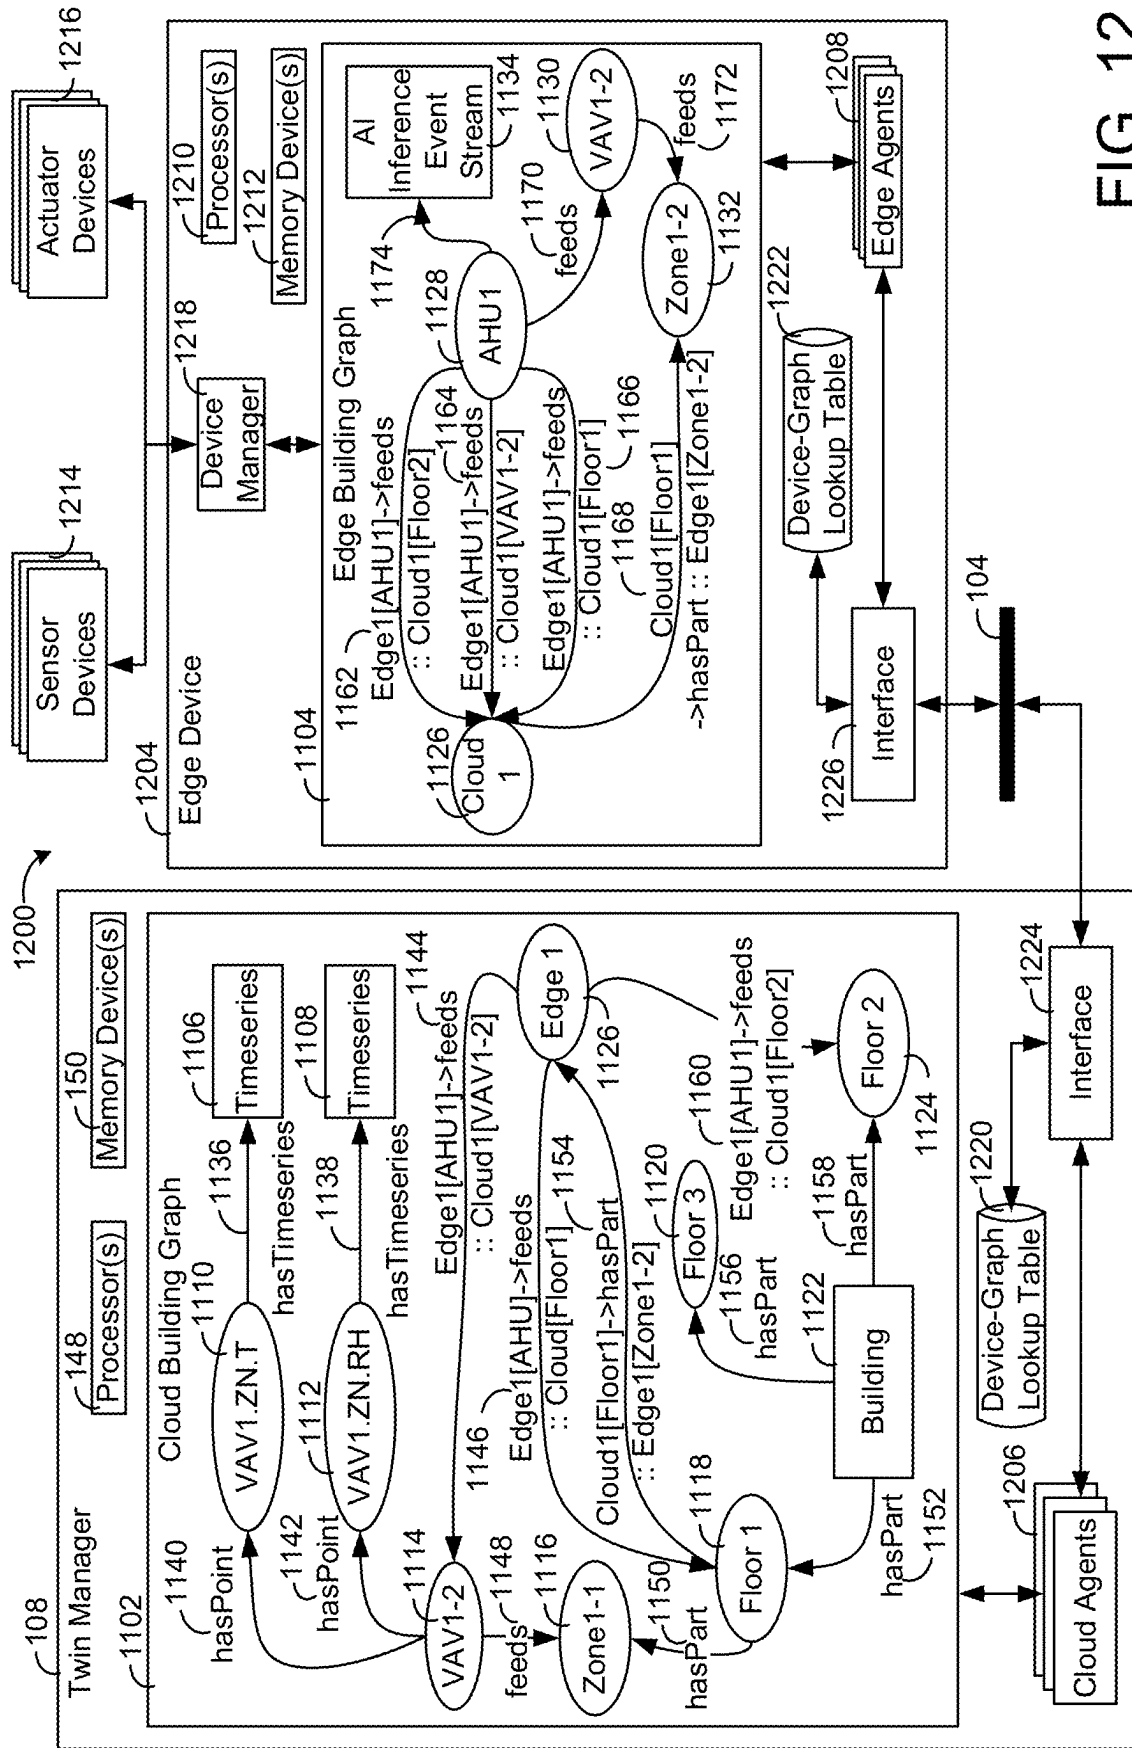 1200
108
Twin Manager
148
Processor(s)
150
Memory Device(s)
1102
Cloud Building Graph
1140
hasPoint
1110
VAV1.ZN.T
1136
hasTimeseries
1106
Timeseries
1142
hasPoint
1112
VAV1.ZN.RH
1138
hasTimeseries
1108
Timeseries
1114
VAV1-2
1144
Edge1[AHU1]->feeds
:: Cloud1[VAV1-2]
1148
feeds
1116
Zone1-1
1146
Edge1[AHU]->feeds
:: Cloud[Floor1]
1154
Cloud1[Floor1]->hasPart
:: Edge1[Zone1-2]
Edge 1
1126
1150
hasPart
1118
Floor 1
1120
Floor 3
1156
hasPart
1160
Edge1[AHU1]->feeds
:: Cloud1[Floor2]
1122
Building
1158
hasPart
Floor 2
1124
hasPart
1152
1206
Cloud Agents
1220
Device-Graph
Lookup Table
1224
Interface
104
1214
Sensor
Devices
1216
Actuator
Devices
1204
Edge Device
1218
Device
Manager
1210
Processor(s)
1212
Memory Device(s)
1104
Edge Building Graph
1162
Edge1[AHU1]->feeds
:: Cloud1[Floor2]
1164
Edge1[AHU1]->feeds
:: Cloud1[VAV1-2]
Edge1[AHU1]->feeds
:: Cloud1[Floor1]
1166
1168
Cloud1[Floor1]
->hasPart :: Edge1[Zone1-2]
1126
Cloud
1
1128
AHU1
1174
AI
Inference
Event
Stream
1134
1170
feeds
1130
VAV1-2
feeds
1172
Zone1-2
1132
1226
Interface
1222
Device-Graph
Lookup Table
1208
Edge Agents
FIG 12